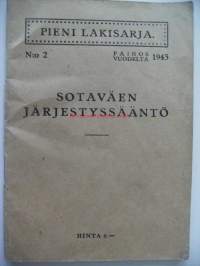 PIENI LAKISARJA.
N:o 2 PAINOS VUODELTA 1943
SOTAVÄEN
JÄRJESTYSSÄÄNTÖ
HINTA 6:—